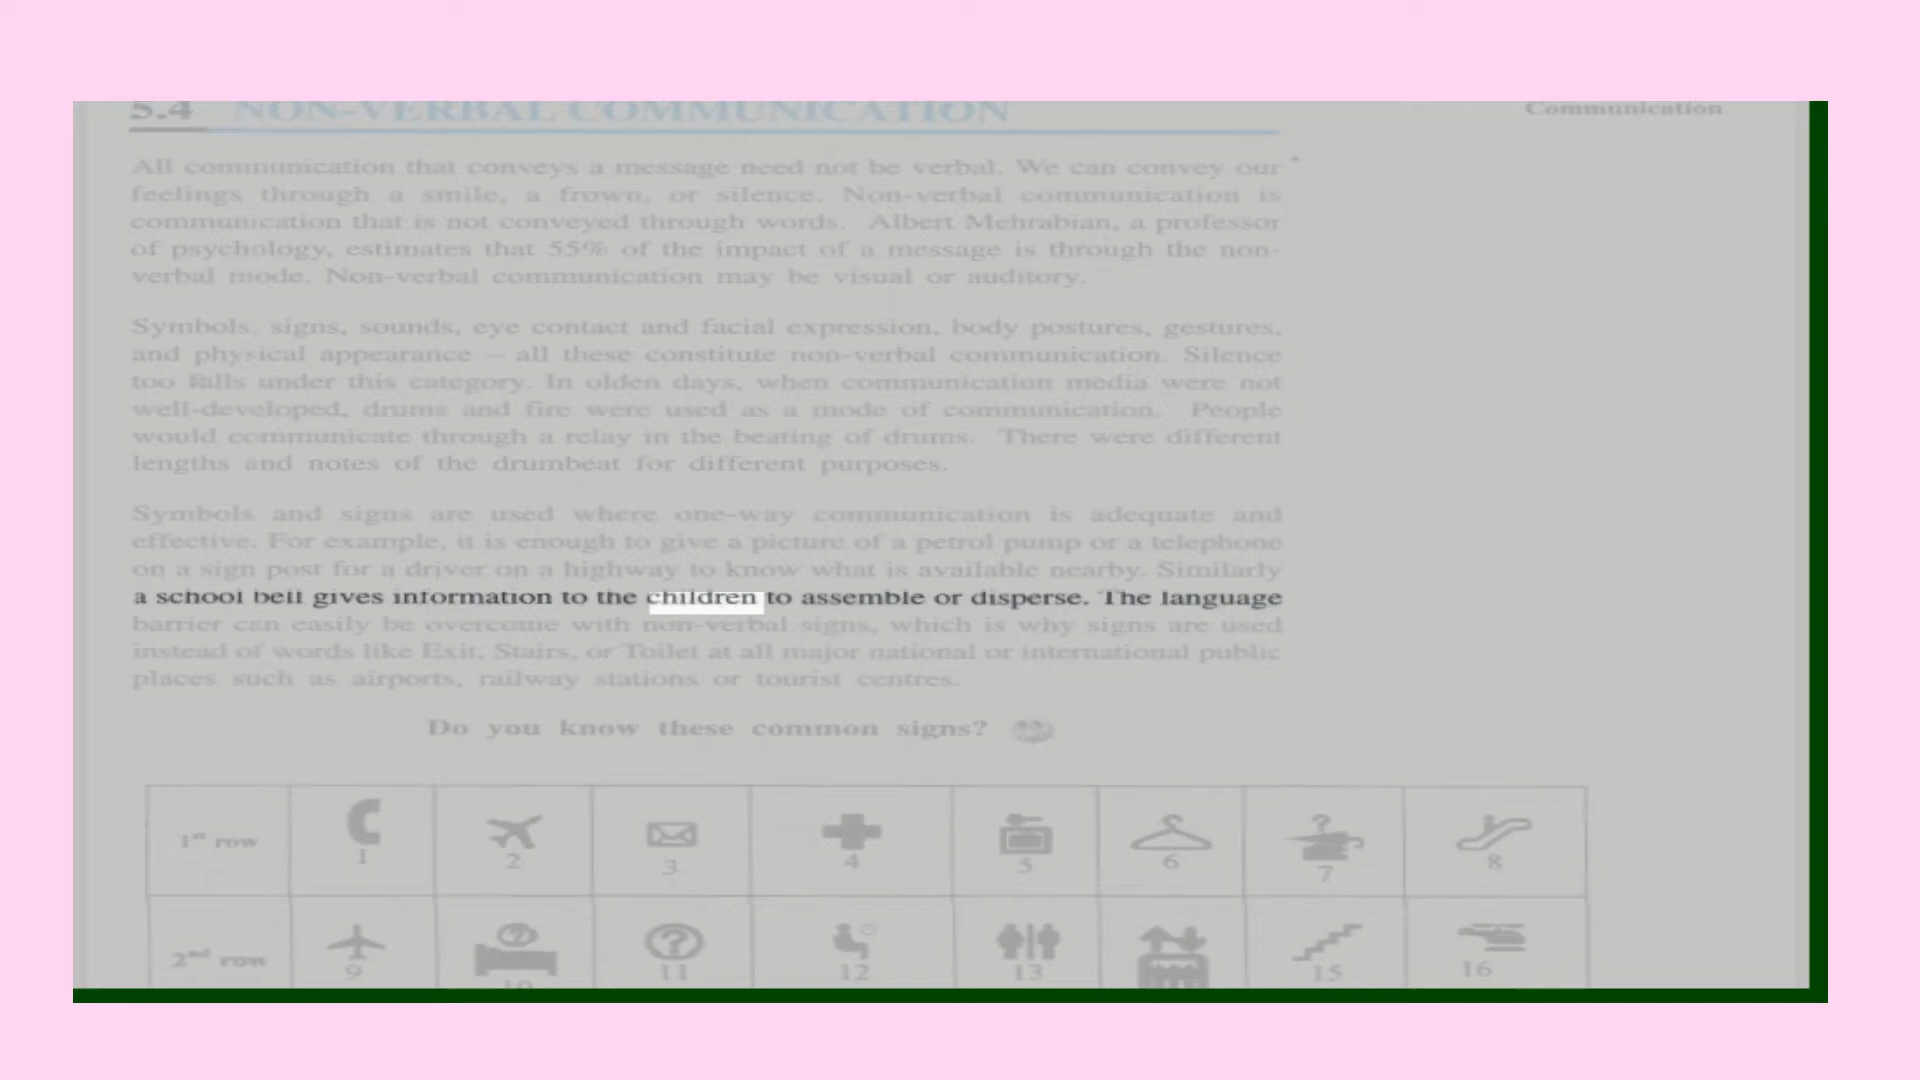 5.4 NON-VERBAL COMMUNICATION
Communication
All communication that conveys a message need not be verbal. We can convey our
feelings through a smile, a frown, or silence. Non-verbal communication is
communication that is not conveyed through words. Albert Mehrabian, a professor
of psychology, estimates that 55% of the impact of a message is through the non-
verbal mode. Non-verbal communication may be visual or auditory.
Symbols, signs, sounds, eye contact and facial expression, body postures, gestures,
and physical appearance – all these constitute non-verbal communication. Silence
too falls under this category. In olden days, when communication media were not
well-developed, drums and fire were used as a mode of communication. People
would communicate through a relay in the beating of drums. There were different
lengths and notes of the drumbeat for different purposes.
Symbols and signs are used where one-way communication is adequate and
effective. For example, it is enough to give a picture of a petrol pump or a telephone
on a sign post for a driver on a highway to know what is available nearby. Similarly
a school bell gives information to the children to assemble or disperse. The language
barrier can easily be overcome with non-verbal signs, which is why signs are used
instead of words like Exit, Stairs, or Toilet at all major national or international public
places such as airports, railway stations or tourist centres.
Do you know these common signs?
1st row 1 2 3 4 5 6 7 8
2nd row 9 10 11 12 13 15 16